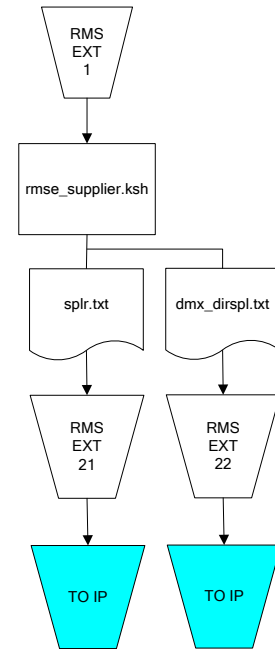 RMS
EXT
1
rmse_supplier.ksh
splr.txt
dmx_dirspl.txt
RMS
EXT
21
RMS
EXT
22
TO IP
TO IP